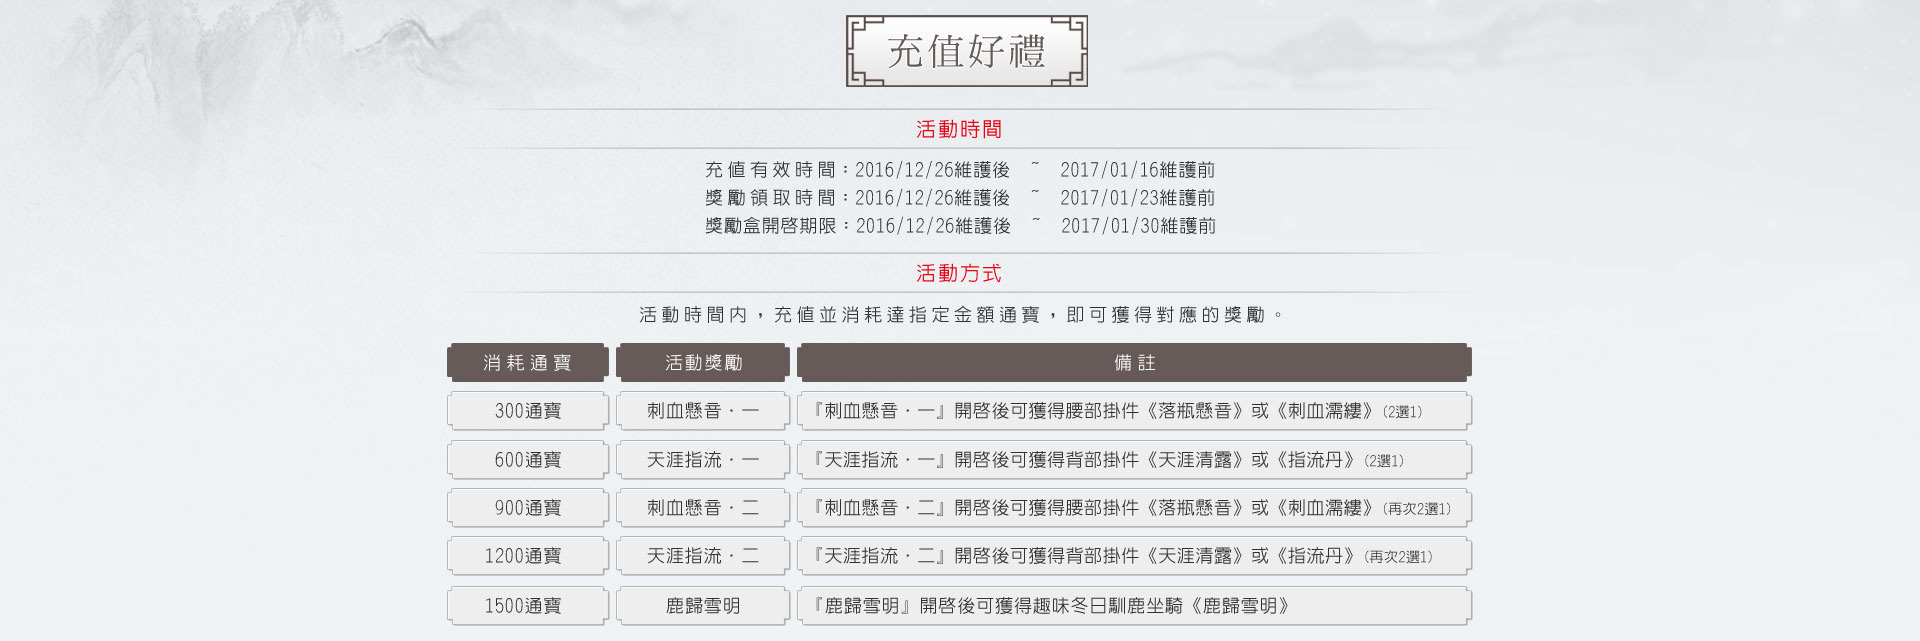 充值好禮
活動時間
充值有效時間：2016/12/26維護後 ~ 2017/01/16維護前
獎勵領取時間：2016/12/26維護後 ~ 2017/01/23維護前
獎勵盒開啓期限：2016/12/26維護後 ~ 2017/01/30維護前
活動方式
活動時間内，充值並消耗達指定金額通寶，即可獲得對應的獎勵。
消耗通寶 活動獎勵 備註
300通寶 刺血懸音．一 『刺血懸音．一』開啓後可獲得腰部掛件《落瓶懸音》或《刺血濡縷》(2選1)
600通寶 天涯指流．一 『天涯指流．一』開啓後可獲得背部掛件《天涯清露》或《指流丹》(2選1)
900通寶 刺血懸音．二 『刺血懸音．二』開啓後可獲得腰部掛件《落瓶懸音》或《刺血濡縷》(再次2選1)
1200通寶 天涯指流．二 『天涯指流．二』開啓後可獲得背部掛件《天涯清露》或《指流丹》(再次2選1)
1500通寶 鹿歸雪明 『鹿歸雪明』開啓後可獲得趣味冬日馴鹿坐騎《鹿歸雪明》